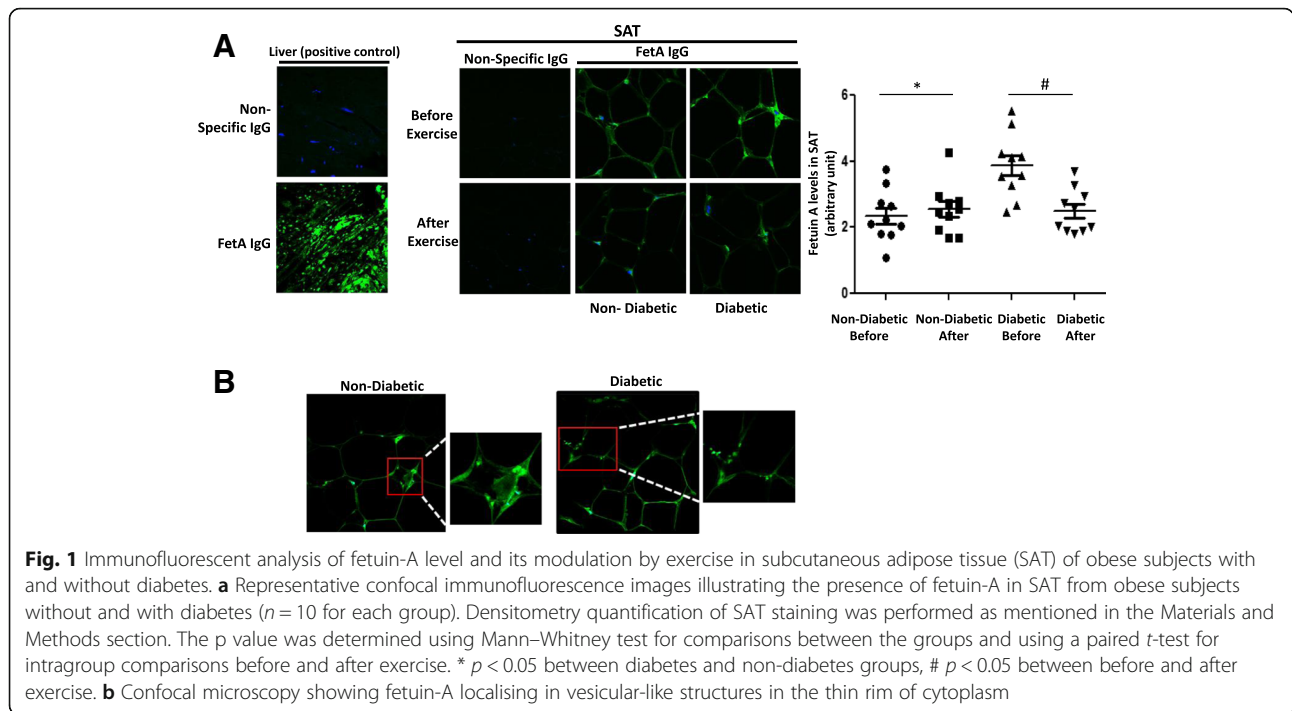 A
SAT
Liver (positive control)
Non-Specific IgG
FetA IgG
Non-
Specific IgG
Before
Exercise
FetA IgG
After
Exercise
Non- Diabetic
Diabetic
Fetuin A levels in SAT
(arbitrary unit)
6
4
2
0
*
#
Non-Diabetic
Before
Non-Diabetic
After
Diabetic
Before
Diabetic
After
B
Non-Diabetic
Diabetic
Fig. 1 Immunofluorescent analysis of fetuin-A level and its modulation by exercise in subcutaneous adipose tissue (SAT) of obese subjects with
and without diabetes. a Representative confocal immunofluorescence images illustrating the presence of fetuin-A in SAT from obese subjects
without and with diabetes (n = 10 for each group). Densitometry quantification of SAT staining was performed as mentioned in the Materials and
Methods section. The p value was determined using Mann–Whitney test for comparisons between the groups and using a paired t-test for
intragroup comparisons before and after exercise. * p < 0.05 between diabetes and non-diabetes groups, # p < 0.05 between before and after
exercise. b Confocal microscopy showing fetuin-A localising in vesicular-like structures in the thin rim of cytoplasm